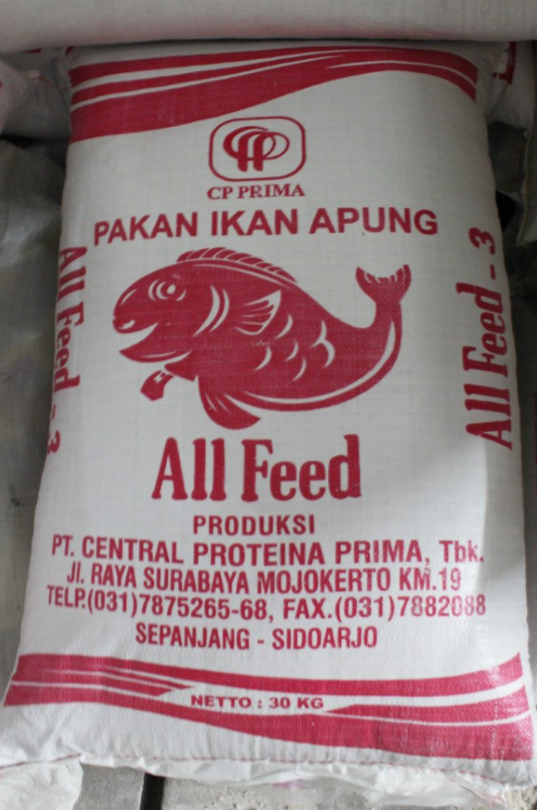 CP PRIMA
PAKAN IKAN APUNG
All Feed - 3
All Feed - 3
All Feed
PRODUKSI
PT. CENTRAL PROTEINA PRIMA, Tbk.
Jl. RAYA SURABAYA MOJOKERTO KM.19
TELP.(031)7875265-68, FAX.(031)7882088
SEPANJANG - SIDOARJO
NETTO : 30 KG